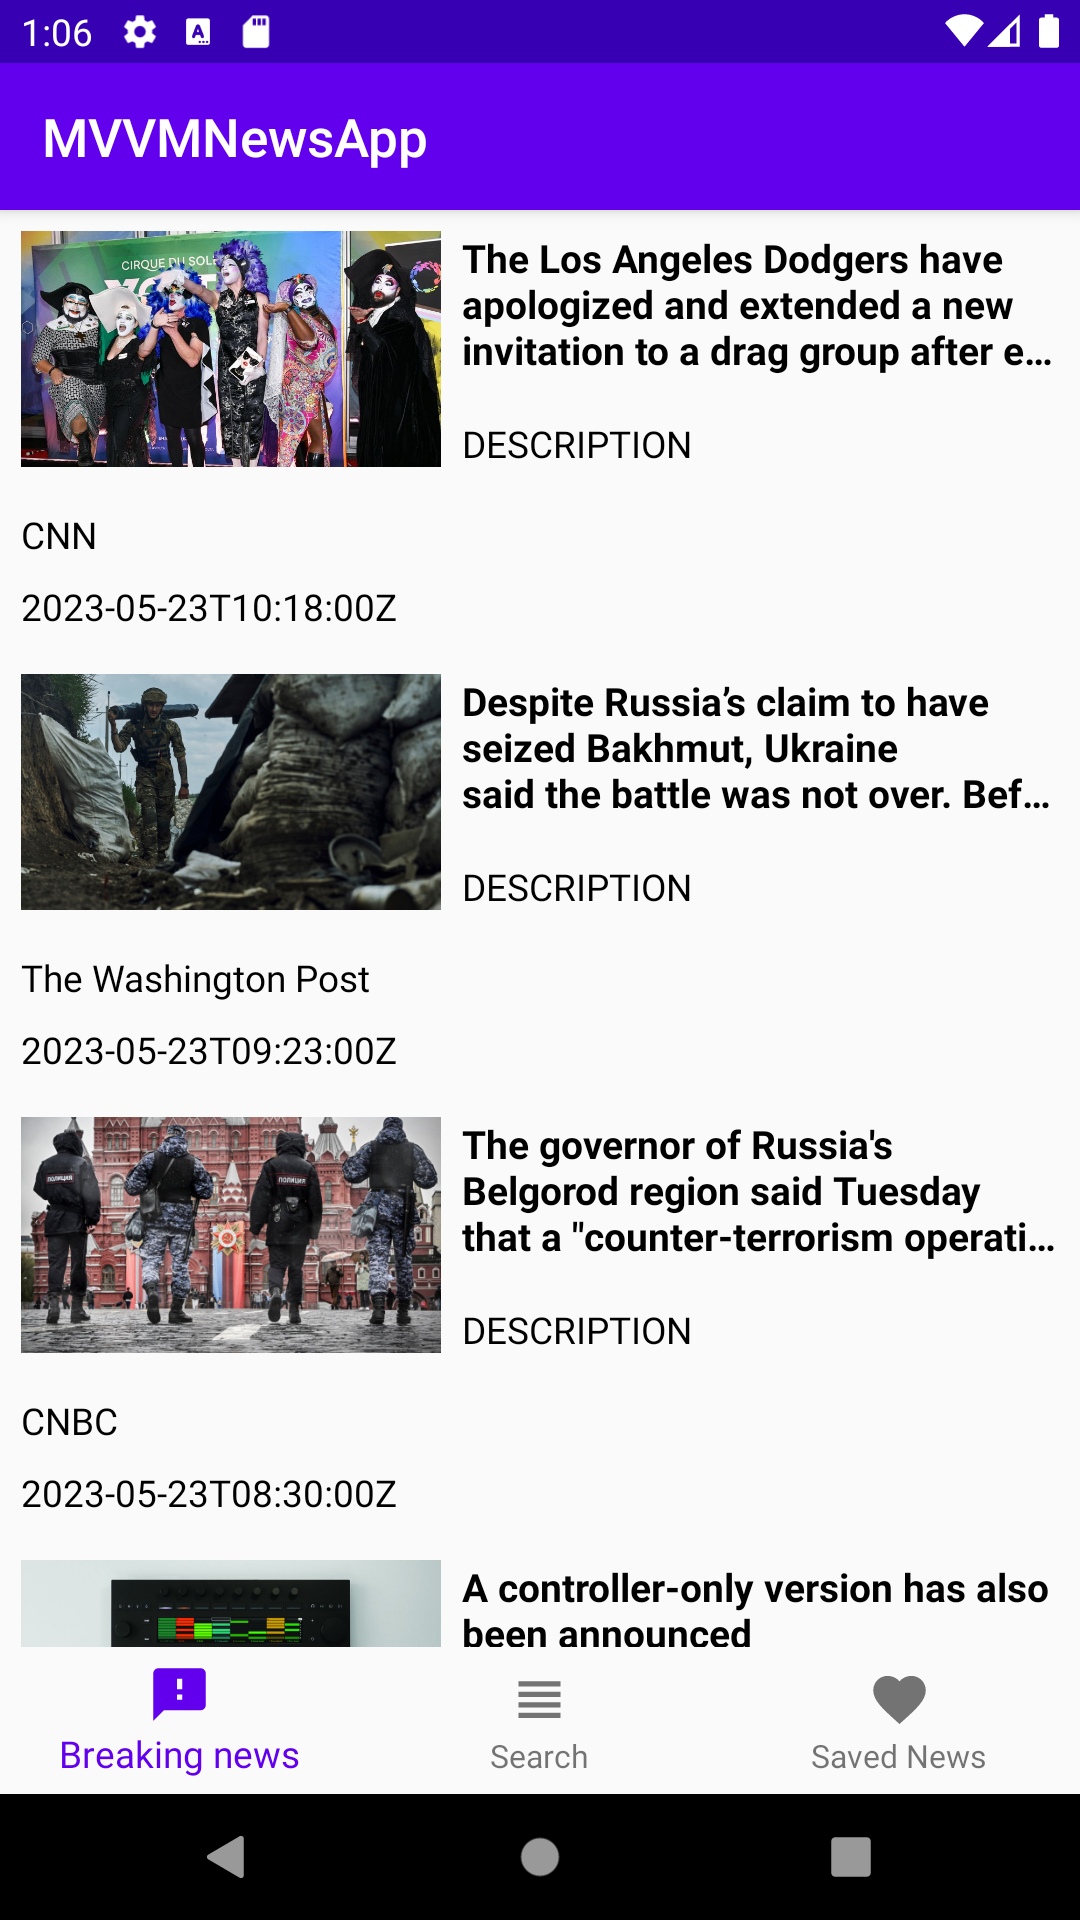 1:06
MVVMNewsApp
CIRQUE DU SOLE
The Los Angeles Dodgers have
apologized and extended a new
invitation to a drag group after e…
DESCRIPTION
CNN
2023-05-23T10:18:00Z
Despite Russia’s claim to have
seized Bakhmut, Ukraine
said the battle was not over. Bef…
DESCRIPTION
The Washington Post
2023-05-23T09:23:00Z
ПОЛИЦИЯ
ПОЛИЦИЯ
The governor of Russia's
Belgorod region said Tuesday
that a "counter-terrorism operati…
DESCRIPTION
CNBC
2023-05-23T08:30:00Z
A controller-only version has also
been announced
Breaking news
Search
Saved News